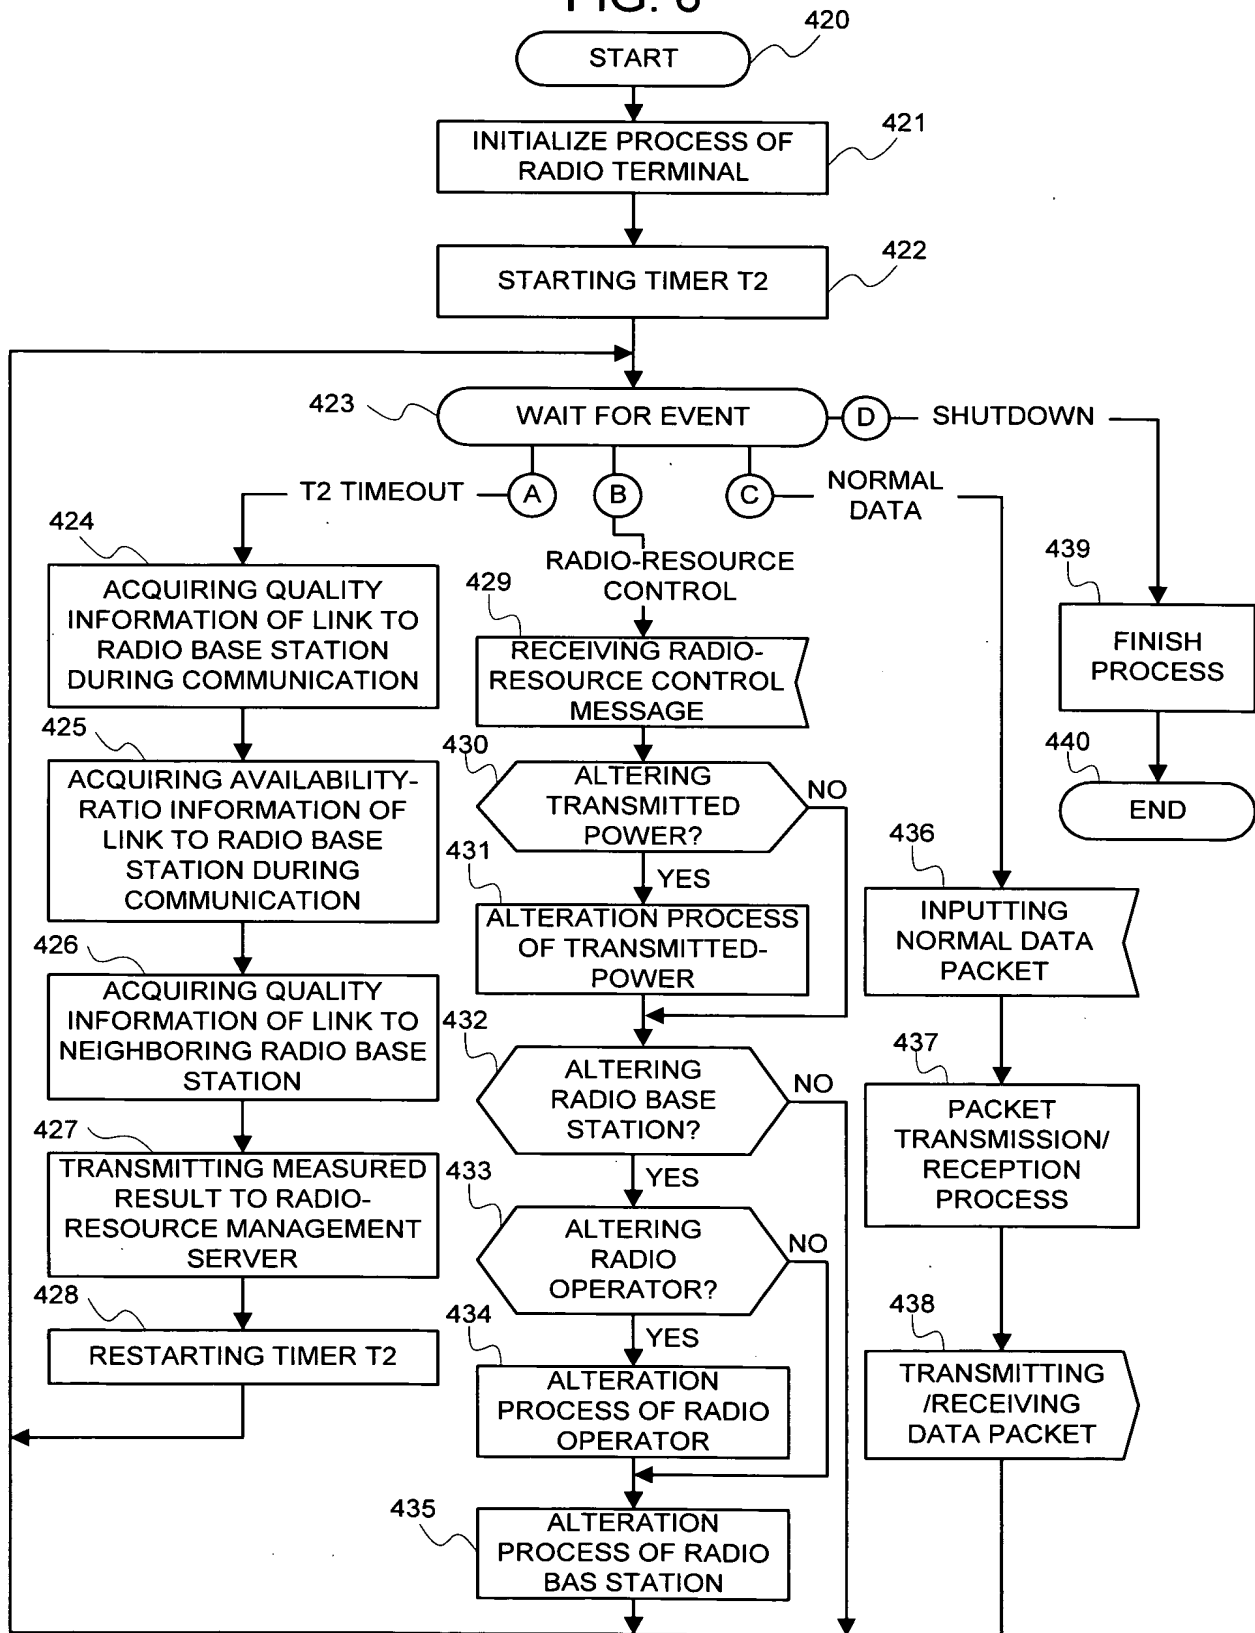 FIG. 6
420
START
421
INITIALIZE PROCESS OF
RADIO TERMINAL
422
STARTING TIMER T2
423
WAIT FOR EVENT
D
SHUTDOWN
T2 TIMEOUT
A
B
C
NORMAL
DATA
424
ACQUIRING QUALITY
INFORMATION OF LINK TO
RADIO BASE STATION
DURING COMMUNICATION
425
ACQUIRING AVAILABILITY-
RATIO INFORMATION OF
LINK TO RADIO BASE
STATION DURING
COMMUNICATION
426
ACQUIRING QUALITY
INFORMATION OF LINK TO
NEIGHBORING RADIO BASE
STATION
427
TRANSMITTING MEASURED
RESULT TO RADIO-
RESOURCE MANAGEMENT
SERVER
428
RESTARTING TIMER T2
RADIO-RESOURCE
CONTROL
429
RECEIVING RADIO-
RESOURCE CONTROL
MESSAGE
430
ALTERING
TRANSMITTED
POWER?
NO
YES
431
ALTERATION PROCESS
OF TRANSMITTED-
POWER
432
ALTERING
RADIO BASE
STATION?
NO
YES
433
ALTERING
RADIO
OPERATOR?
NO
YES
434
ALTERATION
PROCESS OF RADIO
OPERATOR
435
ALTERATION
PROCESS OF RADIO
BAS STATION
436
INPUTTING
NORMAL DATA
PACKET
437
PACKET
TRANSMISSION/
RECEPTION
PROCESS
438
TRANSMITTING
/RECEIVING
DATA PACKET
439
FINISH
PROCESS
440
END